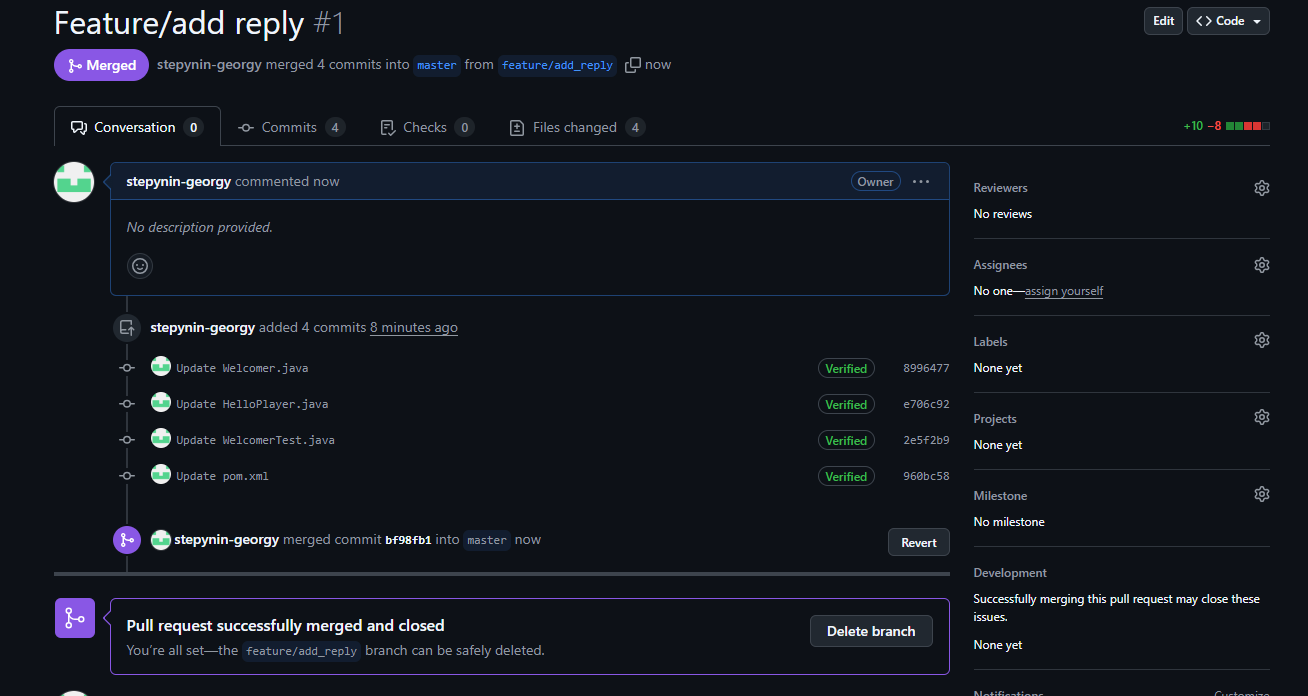 Feature/add reply #1
Edit
Code
Merged
stepynin-georgy merged 4 commits into master from feature/add_reply now
Conversation 0
Commits 4
Checks 0
Files changed 4
+10 −8
stepynin-georgy commented now
Owner
No description provided.
stepynin-georgy added 4 commits 8 minutes ago
Update Welcomer.java Verified 8996477
Update HelloPlayer.java Verified e706c92
Update WelcomerTest.java Verified 2e5f2b9
Update pom.xml Verified 960bc58
stepynin-georgy merged commit bf98fb1 into master now
Revert
Pull request successfully merged and closed
You're all set—the feature/add_reply branch can be safely deleted.
Delete branch
Reviewers
No reviews
Assignees
No one—assign yourself
Labels
None yet
Projects
None yet
Milestone
No milestone
Development
Successfully merging this pull request may close these
issues.
None yet
Notifications
Customize